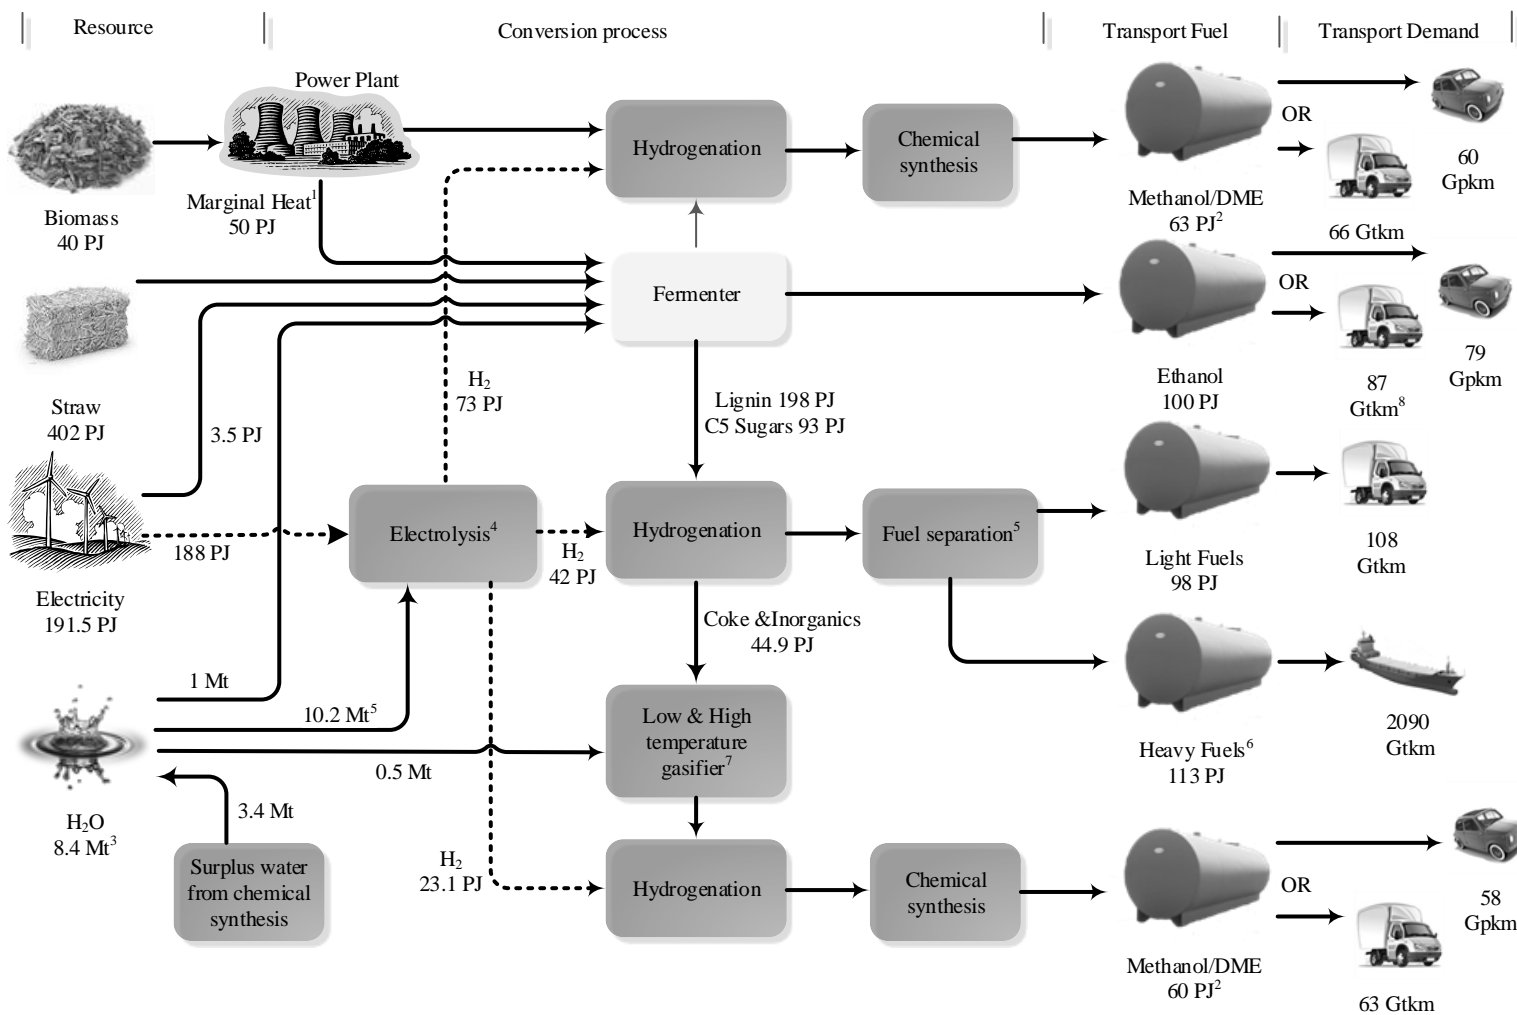 Resource
Conversion process
Transport Fuel
Transport Demand
Power Plant
Biomass
40 PJ
Marginal Heat¹
50 PJ
Hydrogenation
Chemical
synthesis
Methanol/DME
63 PJ²
OR
60
Gpkm
66 Gtkm
Straw
402 PJ
Fermenter
Ethanol
100 PJ
OR
79
Gpkm
87
Gtkm⁸
H₂
73 PJ
3.5 PJ
Lignin 198 PJ
C5 Sugars 93 PJ
Electricity
191.5 PJ
188 PJ
Electrolysis⁴
H₂
42 PJ
Hydrogenation
Fuel separation⁵
Light Fuels
98 PJ
108
Gtkm
Coke &Inorganics
44.9 PJ
Heavy Fuels⁶
113 PJ
2090
Gtkm
1 Mt
10.2 Mt⁵
0.5 Mt
Low & High
temperature
gasifier⁷
H₂O
8.4 Mt³
3.4 Mt
Surplus water
from chemical
synthesis
H₂
23.1 PJ
Hydrogenation
Chemical
synthesis
Methanol/DME
60 PJ²
OR
58
Gpkm
63 Gtkm